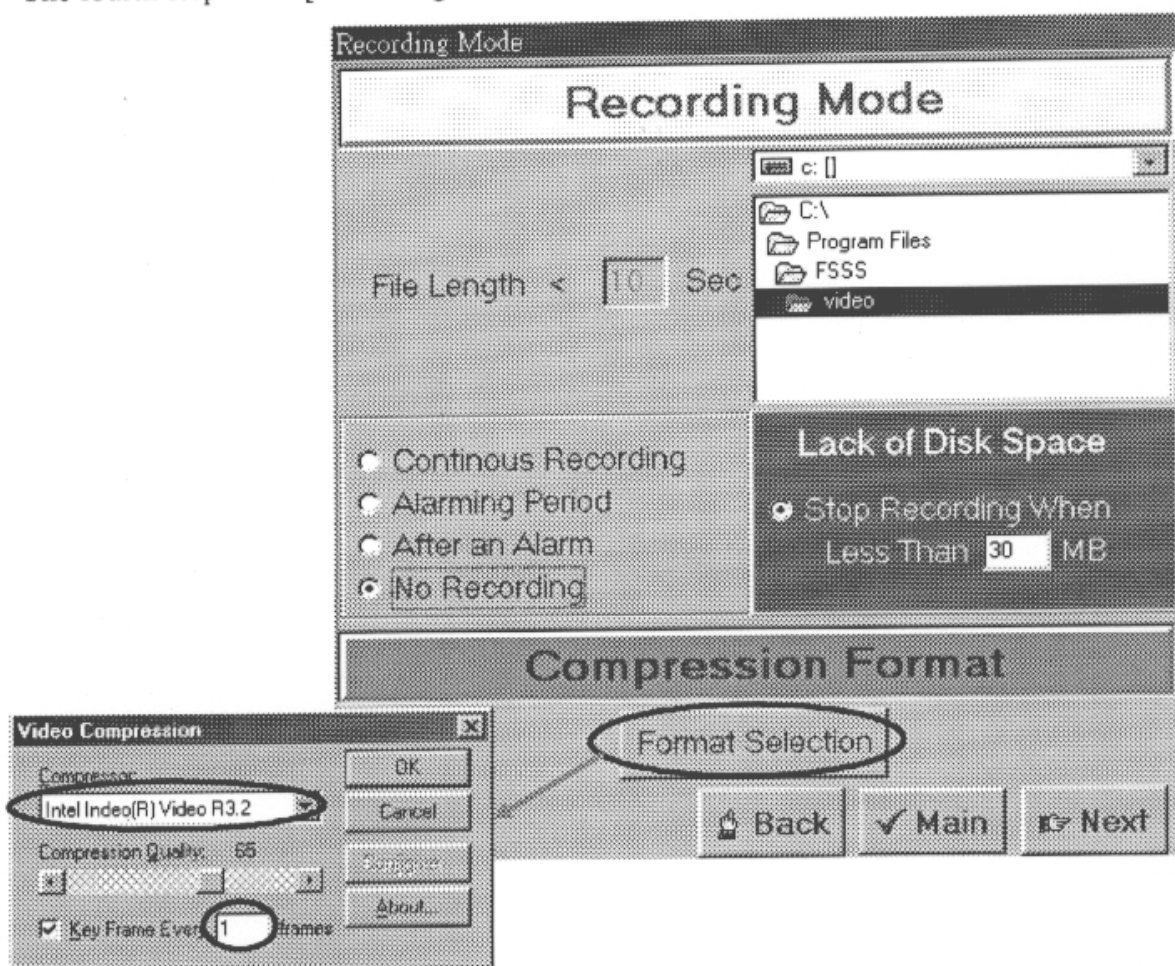 Recording Mode
Recording Mode
c: []
C:\
Program Files
FSSS
video
File Length < 10 Sec
Continous Recording
Alarming Period
After an Alarm
No Recording
Lack of Disk Space
Stop Recording When
Less Than 30 MB
Compression Format
Format Selection
Back
Main
Next
Video Compression
Compressor:
Intel Indeo(R) Video R3.2
Compression Quality: 65
Key Frame Every 1 frames
OK
Cancel
Configure...
About...